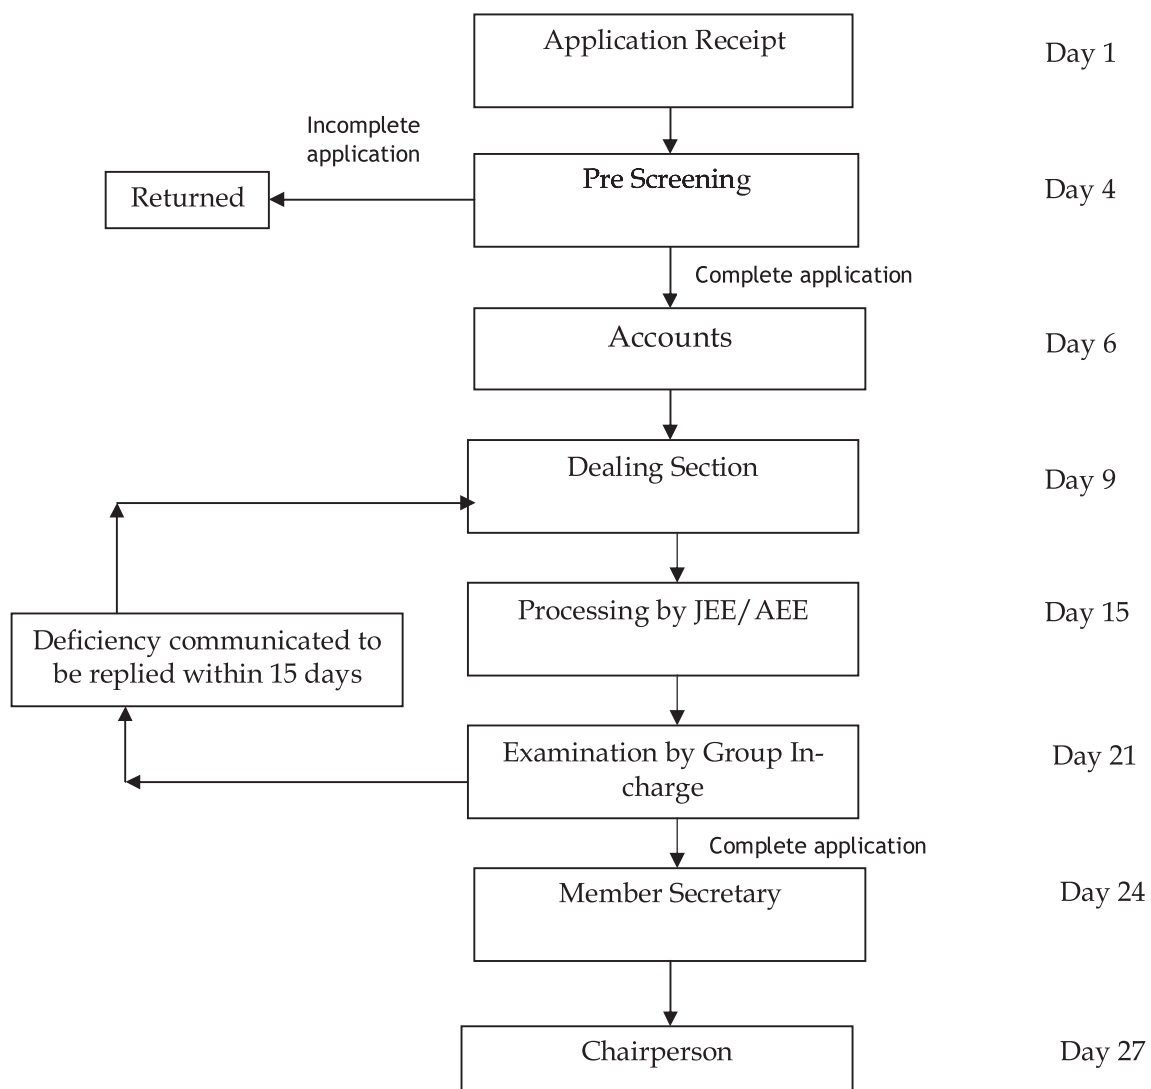 Application Receipt
Day 1
Incomplete
application
Pre Screening
Day 4
Returned
Complete application
Accounts
Day 6
Dealing Section
Day 9
Processing by JEE/AEE
Day 15
Deficiency communicated to
be replied within 15 days
Examination by Group In-
charge
Day 21
Complete application
Member Secretary
Day 24
Chairperson
Day 27